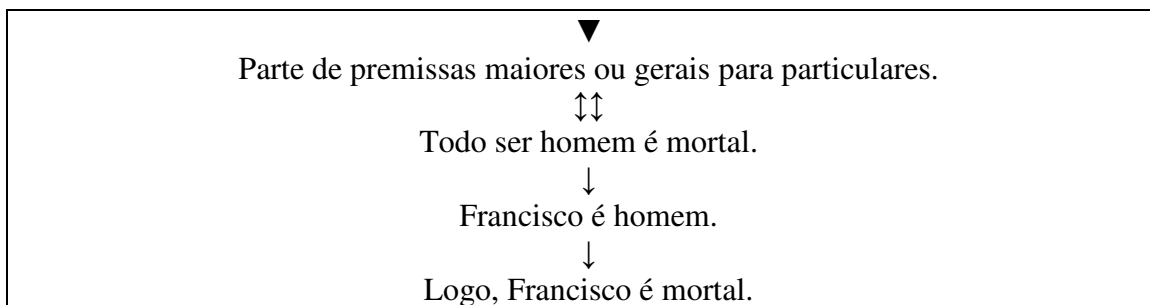 ▼
Parte de premissas maiores ou gerais para particulares.
↕↕
Todo ser homem é mortal.
↓
Francisco é homem.
↓
Logo, Francisco é mortal.